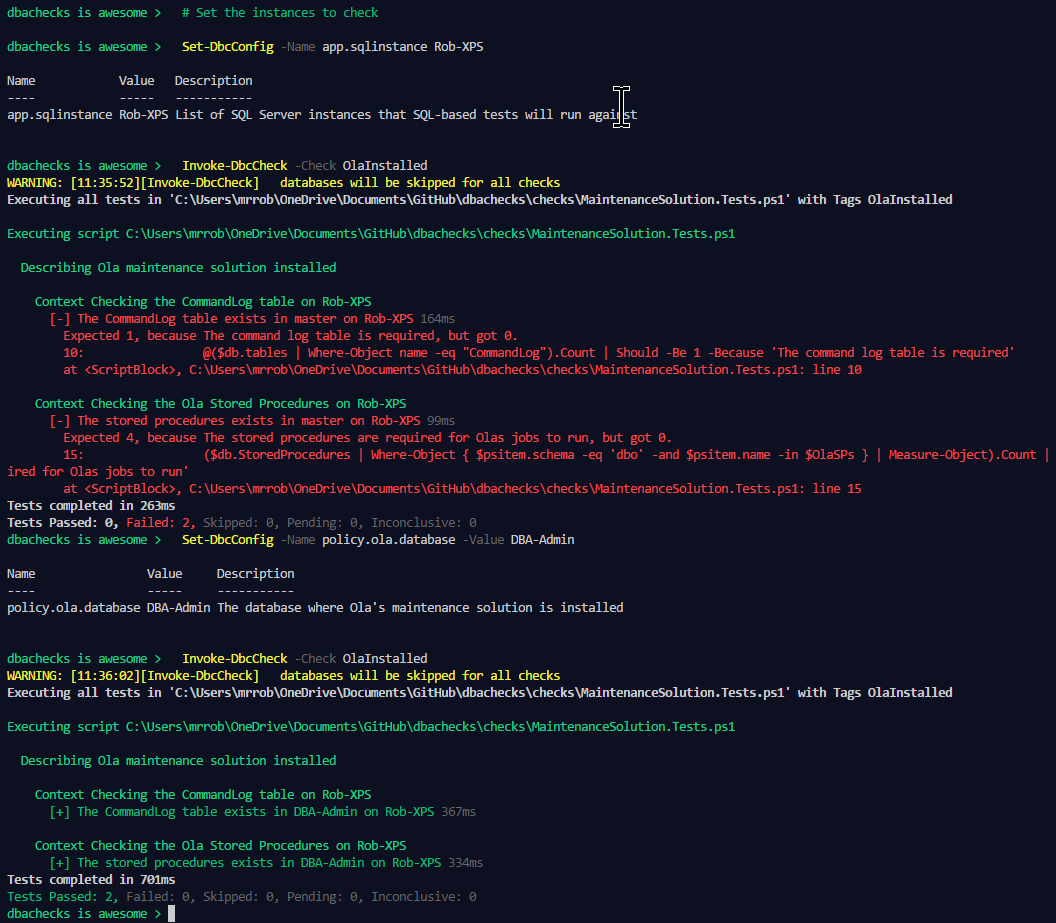 dbachecks is awesome > # Set the instances to check
dbachecks is awesome > Set-DbcConfig -Name app.sqlinstance Rob-XPS
Name Value Description
---- ----- -----------
app.sqlinstance Rob-XPS List of SQL Server instances that SQL-based tests will run against
dbachecks is awesome > Invoke-DbcCheck -Check OlaInstalled
WARNING: [11:35:52][Invoke-DbcCheck] databases will be skipped for all checks
Executing all tests in 'C:\Users\mrrob\OneDrive\Documents\GitHub\dbachecks\checks\MaintenanceSolution.Tests.ps1' with Tags OlaInstalled
Executing script C:\Users\mrrob\OneDrive\Documents\GitHub\dbachecks\checks\MaintenanceSolution.Tests.ps1
Describing Ola maintenance solution installed
Context Checking the CommandLog table on Rob-XPS
[-] The CommandLog table exists in master on Rob-XPS 164ms
Expected 1, because The command log table is required, but got 0.
10: @($db.tables | Where-Object name -eq "CommandLog").Count | Should -Be 1 -Because 'The command log table is required'
at <ScriptBlock>, C:\Users\mrrob\OneDrive\Documents\GitHub\dbachecks\checks\MaintenanceSolution.Tests.ps1: line 10
Context Checking the Ola Stored Procedures on Rob-XPS
[-] The stored procedures exists in master on Rob-XPS 99ms
Expected 4, because The stored procedures are required for Olas jobs to run, but got 0.
15: ($db.StoredProcedures | Where-Object { $psitem.schema -eq 'dbo' -and $psitem.name -in $OlaSPs } | Measure-Object).Count |
ired for Olas jobs to run'
at <ScriptBlock>, C:\Users\mrrob\OneDrive\Documents\GitHub\dbachecks\checks\MaintenanceSolution.Tests.ps1: line 15
Tests completed in 263ms
Tests Passed: 0, Failed: 2, Skipped: 0, Pending: 0, Inconclusive: 0
dbachecks is awesome > Set-DbcConfig -Name policy.ola.database -Value DBA-Admin
Name Value Description
---- ----- -----------
policy.ola.database DBA-Admin The database where Ola's maintenance solution is installed
dbachecks is awesome > Invoke-DbcCheck -Check OlaInstalled
WARNING: [11:36:02][Invoke-DbcCheck] databases will be skipped for all checks
Executing all tests in 'C:\Users\mrrob\OneDrive\Documents\GitHub\dbachecks\checks\MaintenanceSolution.Tests.ps1' with Tags OlaInstalled
Executing script C:\Users\mrrob\OneDrive\Documents\GitHub\dbachecks\checks\MaintenanceSolution.Tests.ps1
Describing Ola maintenance solution installed
Context Checking the CommandLog table on Rob-XPS
[+] The CommandLog table exists in DBA-Admin on Rob-XPS 367ms
Context Checking the Ola Stored Procedures on Rob-XPS
[+] The stored procedures exists in DBA-Admin on Rob-XPS 334ms
Tests completed in 701ms
Tests Passed: 2, Failed: 0, Skipped: 0, Pending: 0, Inconclusive: 0
dbachecks is awesome >